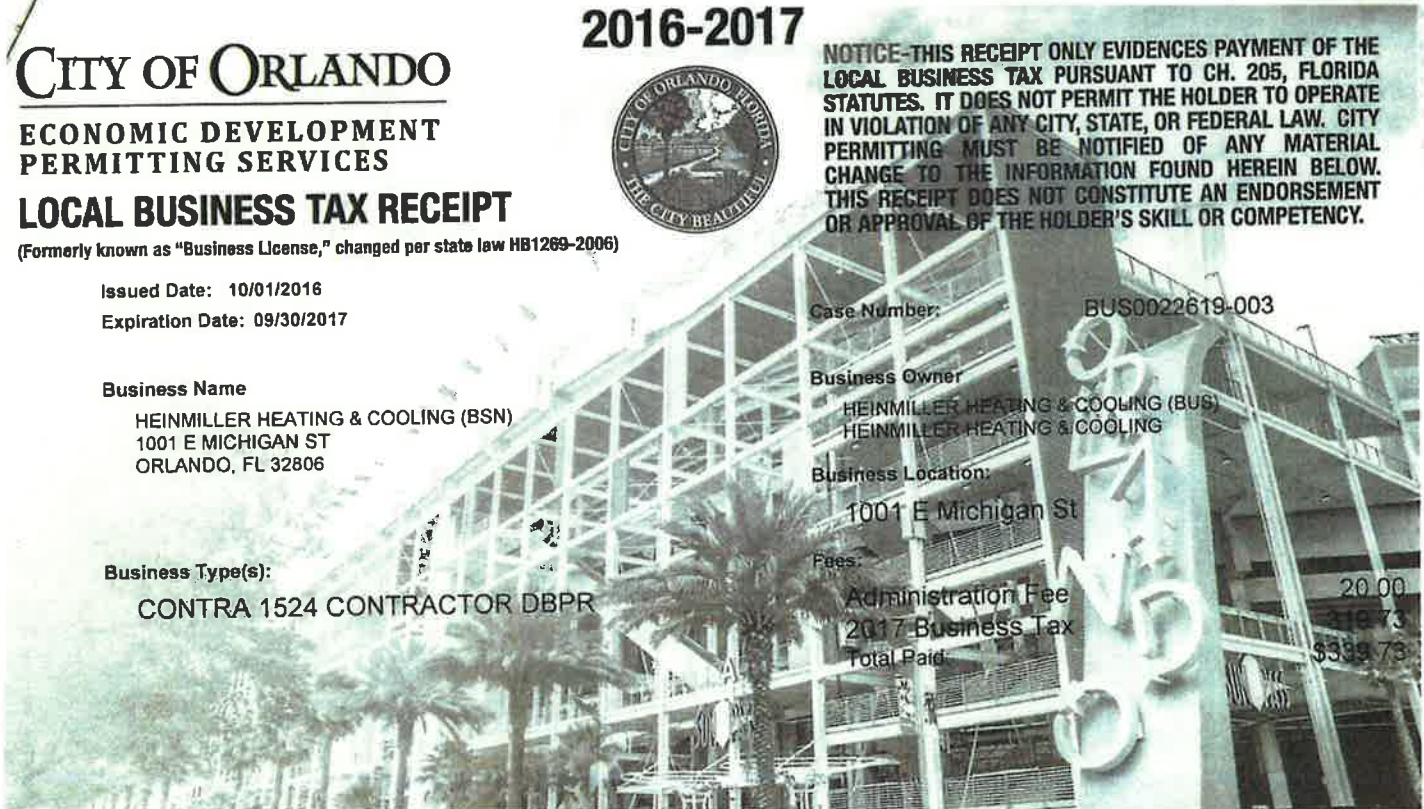 2016-2017
CITY OF ORLANDO
ECONOMIC DEVELOPMENT
PERMITTING SERVICES
LOCAL BUSINESS TAX RECEIPT
(Formerly known as "Business License," changed per state law HB1269-2006)
CITY OF ORLANDO, FLORIDA
THE CITY BEAUTIFUL
NOTICE-THIS RECEIPT ONLY EVIDENCES PAYMENT OF THE
LOCAL BUSINESS TAX PURSUANT TO CH. 205, FLORIDA
STATUTES. IT DOES NOT PERMIT THE HOLDER TO OPERATE
IN VIOLATION OF ANY CITY, STATE, OR FEDERAL LAW. CITY
PERMITTING MUST BE NOTIFIED OF ANY MATERIAL
CHANGE TO THE INFORMATION FOUND HEREIN BELOW.
THIS RECEIPT DOES NOT CONSTITUTE AN ENDORSEMENT
OR APPROVAL OF THE HOLDER'S SKILL OR COMPETENCY.
Issued Date: 10/01/2016
Expiration Date: 09/30/2017
Case Number: BUS0022619-003
Business Name
HEINMILLER HEATING & COOLING (BSN)
1001 E MICHIGAN ST
ORLANDO, FL 32806
Business Owner
HEINMILLER HEATING & COOLING (BUS)
HEINMILLER HEATING & COOLING
Business Location:
1001 E Michigan St
Business Type(s):
CONTRA 1524 CONTRACTOR DBPR
Fees:
Administration Fee 20.00
2017 Business Tax 319.73
Total Paid: $339.73
ORLANDO